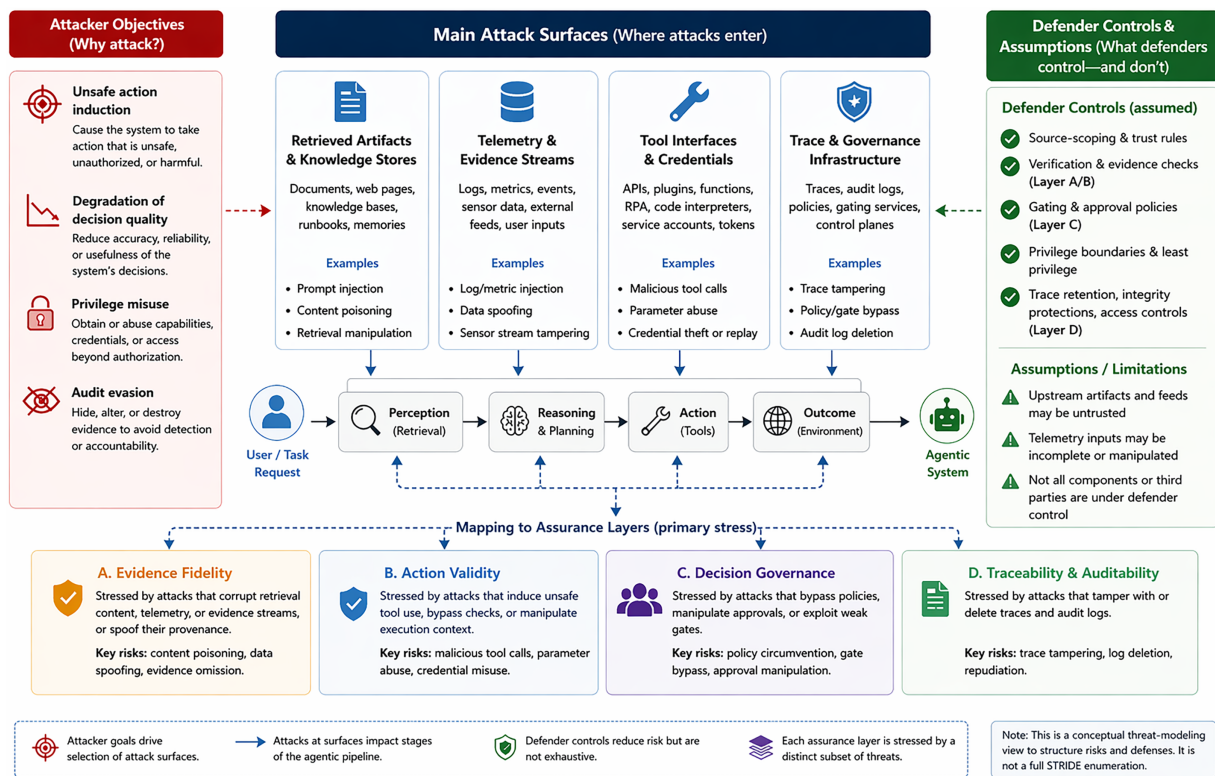 Attacker Objectives
(Why attack?)
Unsafe action
induction
Cause the system to take
action that is unsafe,
unauthorized, or harmful.
Degradation of
decision quality
Reduce accuracy, reliability,
or usefulness of the
system's decisions.
Privilege misuse
Obtain or abuse capabilities,
credentials, or access
beyond authorization.
Audit evasion
Hide, alter, or destroy
evidence to avoid detection
or accountability.
Main Attack Surfaces (Where attacks enter)
Retrieved Artifacts
& Knowledge Stores
Documents, web pages,
knowledge bases,
runbooks, memories
Examples
• Prompt injection
• Content poisoning
• Retrieval manipulation
Telemetry &
Evidence Streams
Logs, metrics, events,
sensor data, external
feeds, user inputs
Examples
• Log/metric injection
• Data spoofing
• Sensor stream tampering
Tool Interfaces
& Credentials
APIs, plugins, functions,
RPA, code interpreters,
service accounts, tokens
Examples
• Malicious tool calls
• Parameter abuse
• Credential theft or replay
Trace & Governance
Infrastructure
Traces, audit logs,
policies, gating services,
control planes
Examples
• Trace tampering
• Policy/gate bypass
• Audit log deletion
Defender Controls &
Assumptions (What defenders
control—and don't)
Defender Controls (assumed)
Source-scoping & trust rules
Verification & evidence checks
(Layer A/B)
Gating & approval policies
(Layer C)
Privilege boundaries & least
privilege
Trace retention, integrity
protections, access controls
(Layer D)
Assumptions / Limitations
Upstream artifacts and feeds
may be untrusted
Telemetry inputs may be
incomplete or manipulated
Not all components or third
parties are under defender
control
User / Task
Request
Perception
(Retrieval)
Reasoning
& Planning
Action
(Tools)
Outcome
(Environment)
Agentic
System
Mapping to Assurance Layers (primary stress)
A. Evidence Fidelity
Stressed by attacks that corrupt retrieval
content, telemetry, or evidence streams,
or spoof their provenance.
Key risks: content poisoning, data
spoofing, evidence omission.
B. Action Validity
Stressed by attacks that induce unsafe
tool use, bypass checks, or manipulate
execution context.
Key risks: malicious tool calls, parameter
abuse, credential misuse.
C. Decision Governance
Stressed by attacks that bypass policies,
manipulate approvals, or exploit weak
gates.
Key risks: policy circumvention, gate
bypass, approval manipulation.
D. Traceability & Auditability
Stressed by attacks that tamper with or
delete traces and audit logs.
Key risks: trace tampering, log deletion,
repudiation.
Attacker goals drive
selection of attack surfaces.
Attacks at surfaces impact stages
of the agentic pipeline.
Defender controls reduce risk but are
not exhaustive.
Each assurance layer is stressed by a
distinct subset of threats.
Note: This is a conceptual threat-modeling
view to structure risks and defenses. It is
not a full STRIDE enumeration.